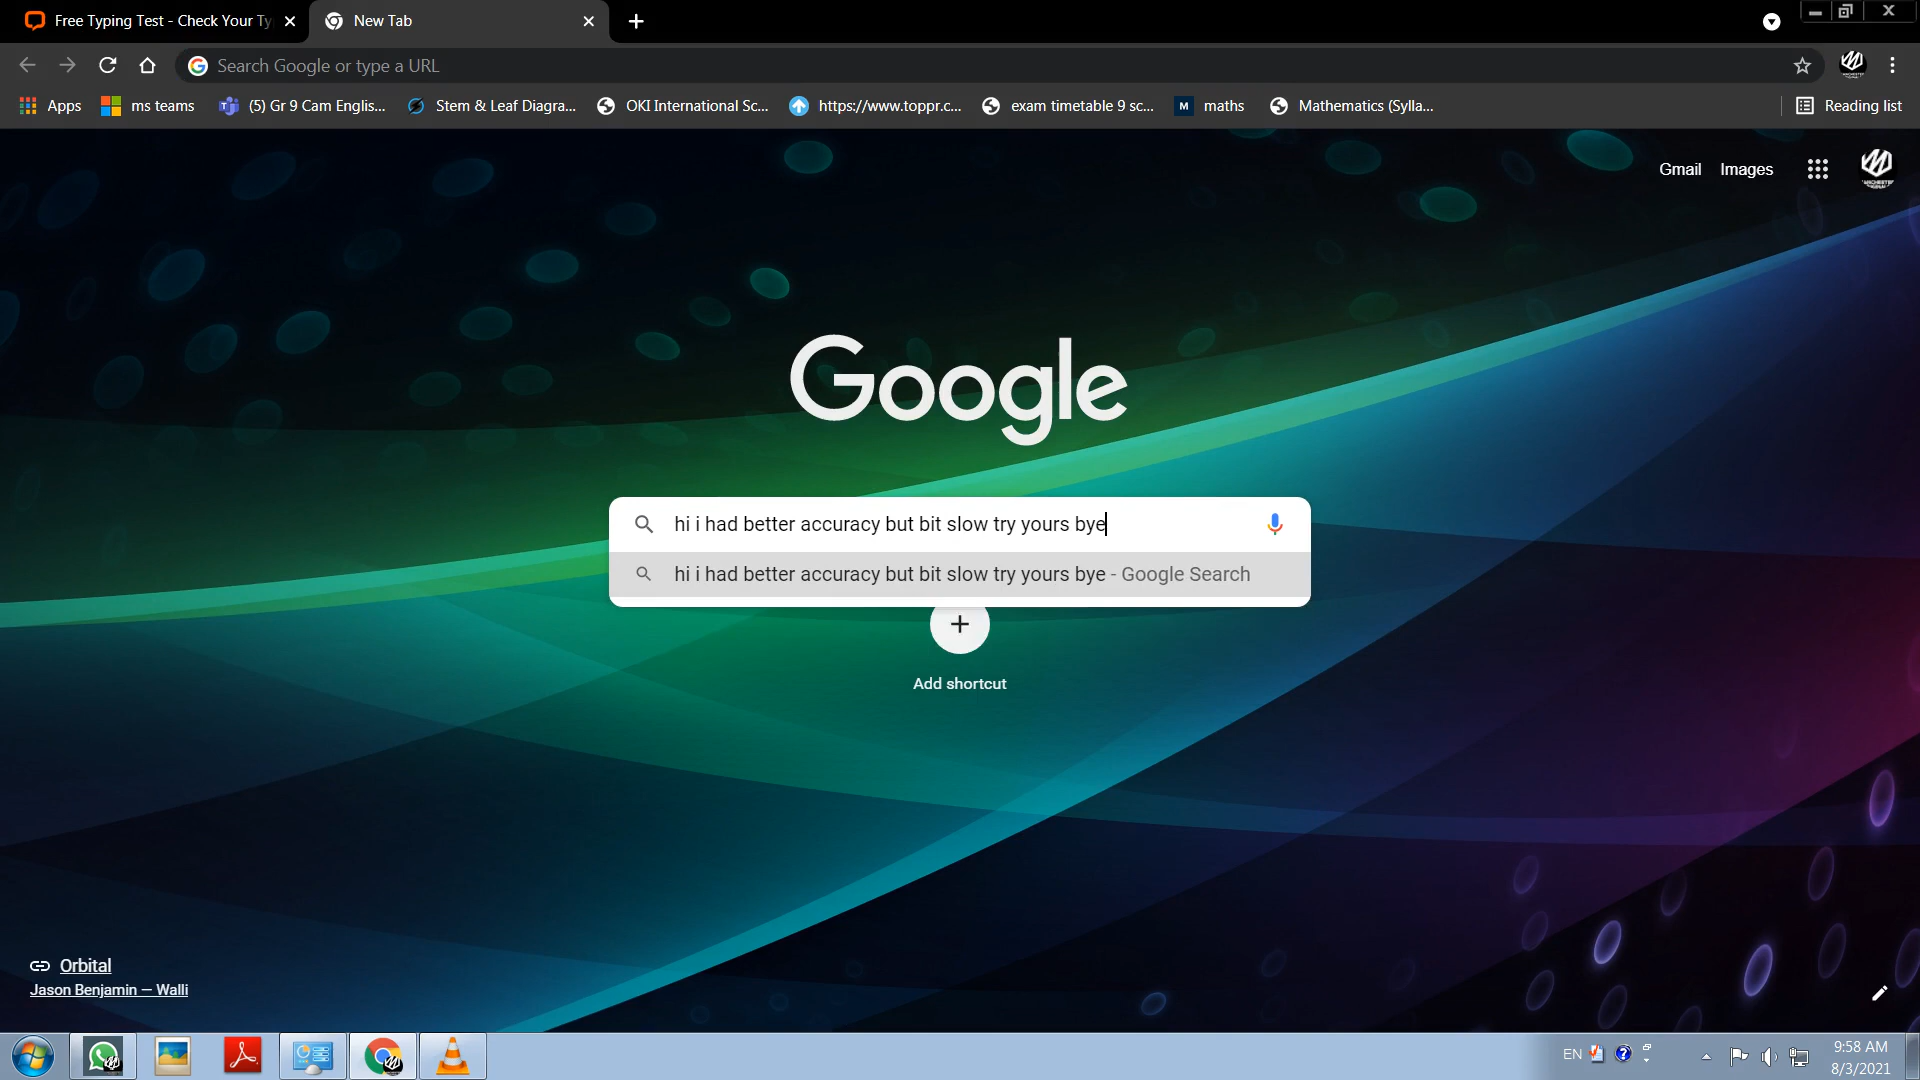 Free Typing Test - Check Your Ty
New Tab
Search Google or type a URL
Apps
ms teams
(5) Gr 9 Cam Englis...
Stem & Leaf Diagra...
OKI International Sc...
https://www.toppr.c...
exam timetable 9 sc...
M
maths
Mathematics (Sylla...
Reading list
Gmail
Images
Google
hi i had better accuracy but bit slow try yours bye
hi i had better accuracy but bit slow try yours bye - Google Search
Add shortcut
Orbital
Jason Benjamin — Walli
EN
9:58 AM
8/3/2021